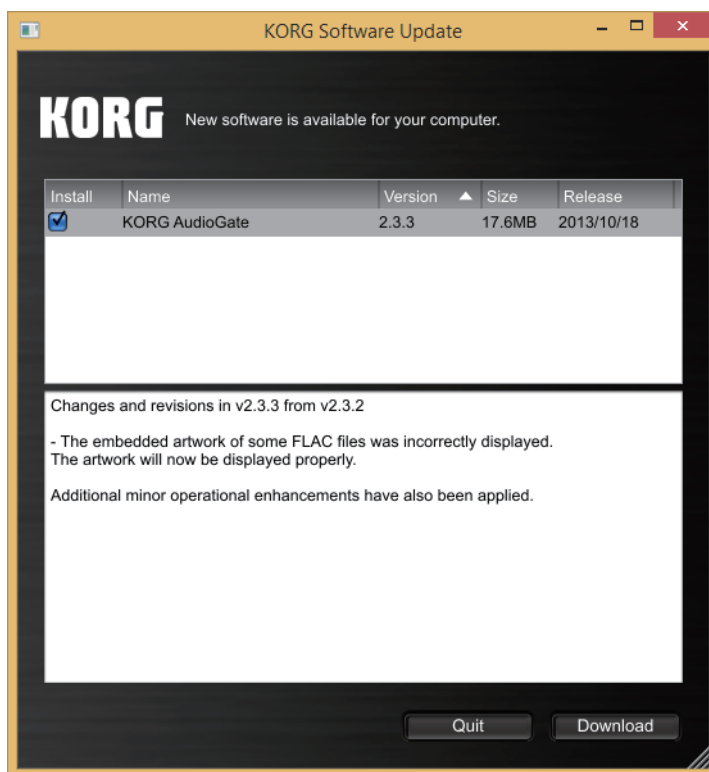 KORG Software Update
KORG
New software is available for your computer.
Install Name Version Size Release
KORG AudioGate 2.3.3 17.6MB 2013/10/18
Changes and revisions in v2.3.3 from v2.3.2
- The embedded artwork of some FLAC files was incorrectly displayed.
The artwork will now be displayed properly.
Additional minor operational enhancements have also been applied.
Quit Download